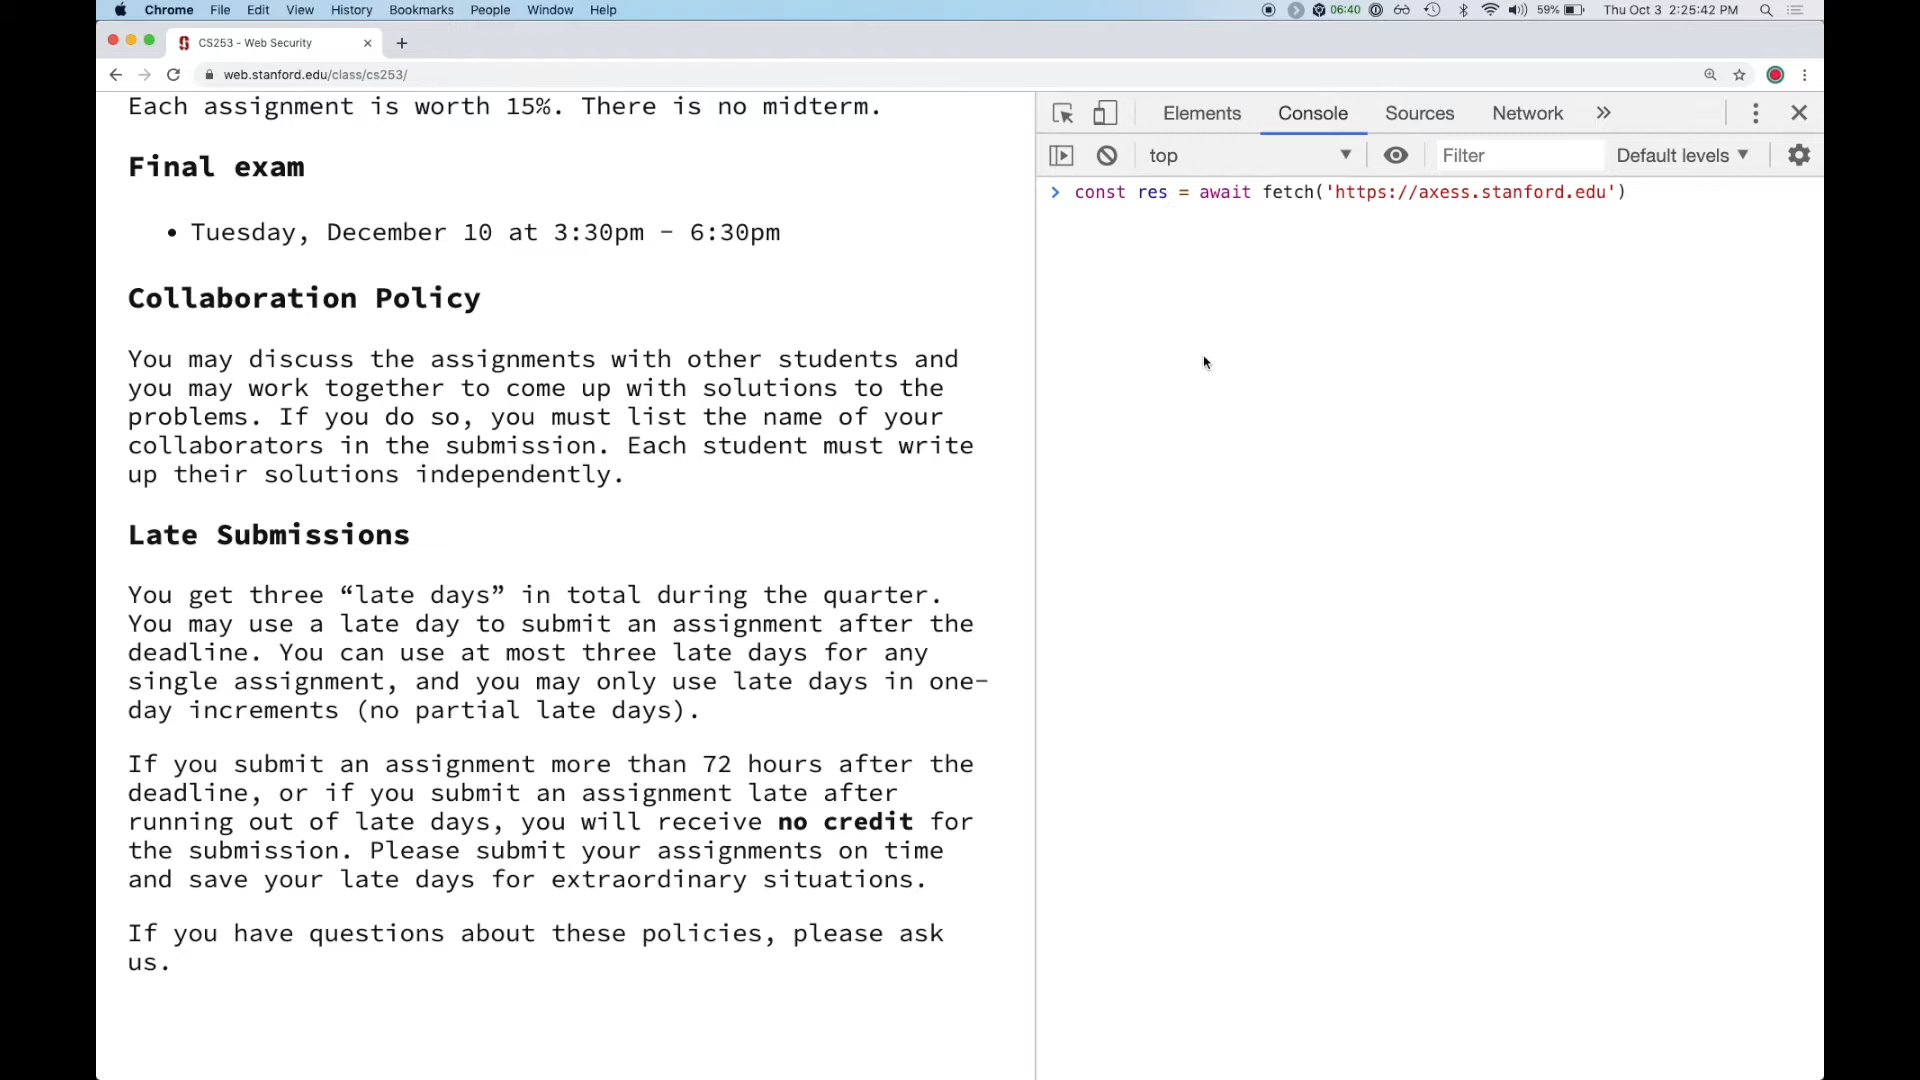 Chrome File Edit View History Bookmarks People Window Help 06:40 59% Thu Oct 3 2:25:42 PM
CS253 - Web Security
web.stanford.edu/class/cs253/
Each assignment is worth 15%. There is no midterm.
Final exam
• Tuesday, December 10 at 3:30pm - 6:30pm
Collaboration Policy
You may discuss the assignments with other students and
you may work together to come up with solutions to the
problems. If you do so, you must list the name of your
collaborators in the submission. Each student must write
up their solutions independently.
Late Submissions
You get three “late days” in total during the quarter.
You may use a late day to submit an assignment after the
deadline. You can use at most three late days for any
single assignment, and you may only use late days in one-
day increments (no partial late days).
If you submit an assignment more than 72 hours after the
deadline, or if you submit an assignment late after
running out of late days, you will receive no credit for
the submission. Please submit your assignments on time
and save your late days for extraordinary situations.
If you have questions about these policies, please ask
us.
Elements Console Sources Network »
top Filter Default levels
> const res = await fetch('https://axess.stanford.edu')